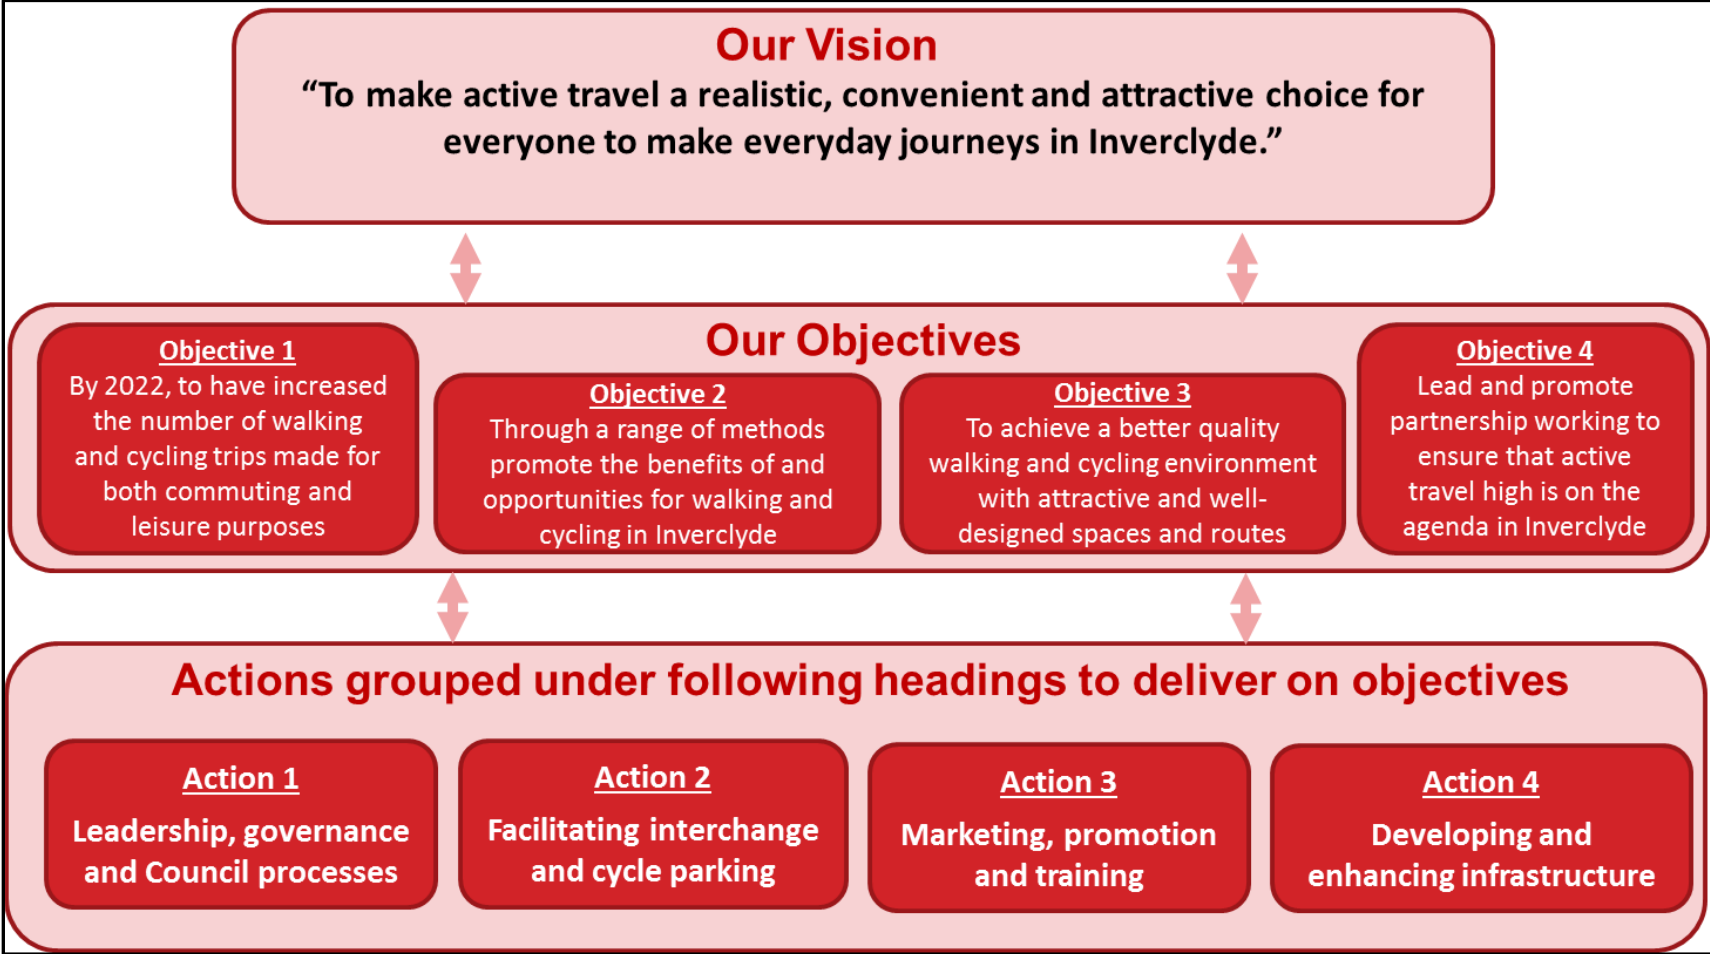 Our Vision
“To make active travel a realistic, convenient and attractive choice for
everyone to make everyday journeys in Inverclyde.”
Our Objectives
Objective 1
By 2022, to have increased
the number of walking
and cycling trips made for
both commuting and
leisure purposes
Objective 2
Through a range of methods
promote the benefits of and
opportunities for walking and
cycling in Inverclyde
Objective 3
To achieve a better quality
walking and cycling environment
with attractive and well-
designed spaces and routes
Objective 4
Lead and promote
partnership working to
ensure that active
travel high is on the
agenda in Inverclyde
Actions grouped under following headings to deliver on objectives
Action 1
Leadership, governance
and Council processes
Action 2
Facilitating interchange
and cycle parking
Action 3
Marketing, promotion
and training
Action 4
Developing and
enhancing infrastructure